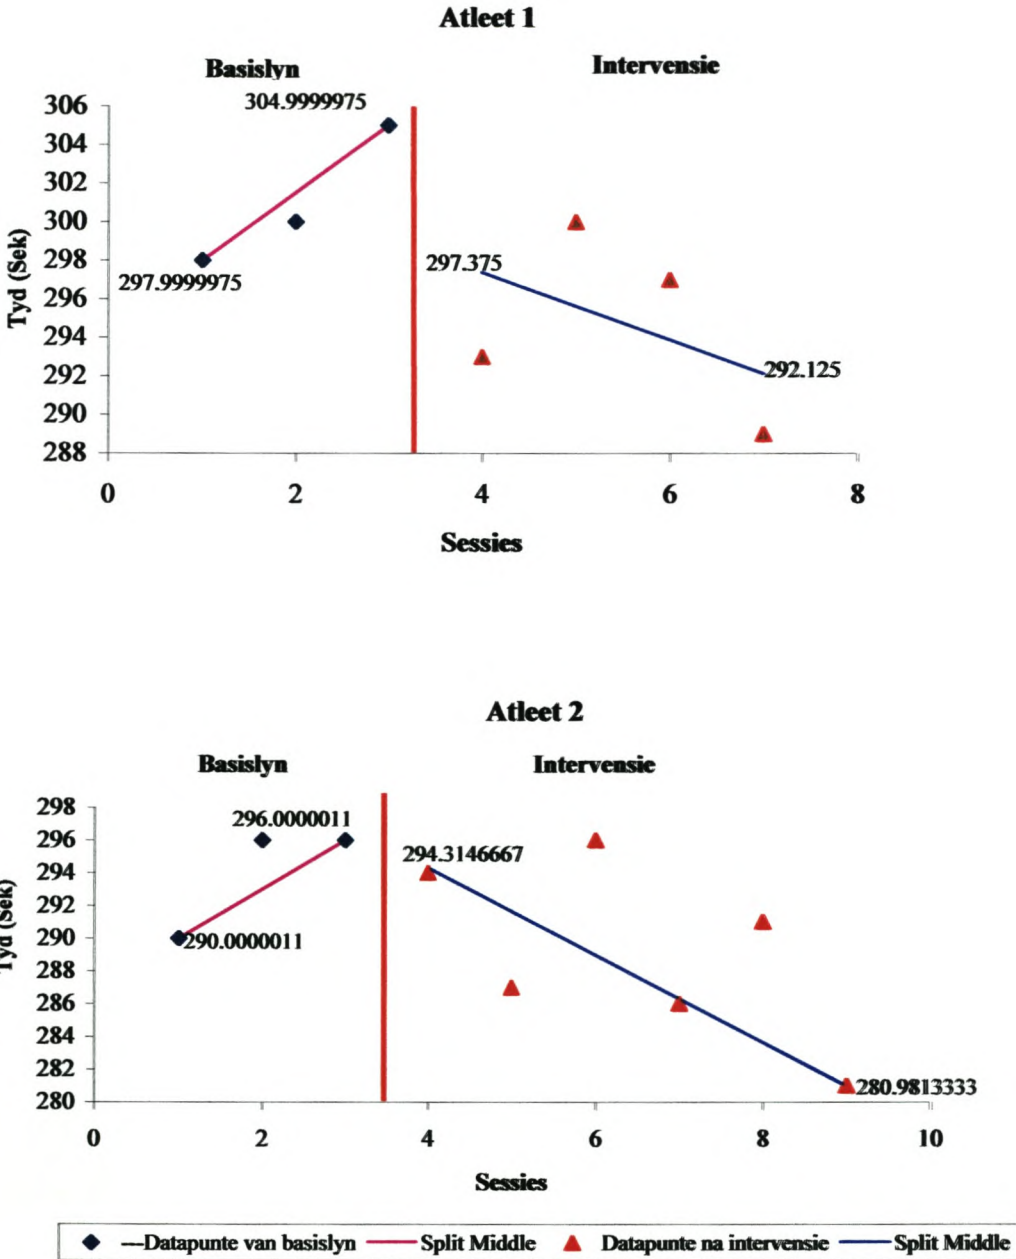 Atleet 1
Basislyn
Intervensie
304.9999975
306
304
302
300
298
296
294
292
290
288
297.9999975
297.375
292.125
Tyd (Sek)
0 2 4 6 8
Sessies
Atleet 2
Basislyn
Intervensie
298
296
294
292
290
288
286
284
282
280
296.0000011
294.3146667
290.0000011
280.9813333
Tyd (Sek)
0 2 4 6 8 10
Sessies
Datapunte van basislyn Split Middle Datapunte na intervensie Split Middle